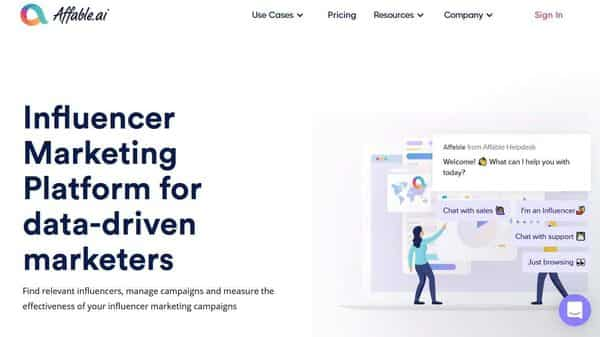 Affable.ai
Use Cases
Pricing
Resources
Company
Sign In
Influencer
Marketing
Platform for
data-driven
marketers
Find relevant influencers, manage campaigns and measure the
effectiveness of your influencer marketing campaigns
Affable from Affable Helpdesk
Welcome! What can I help you with
today?
Chat with sales
I'm an Influencer
Chat with support
Just browsing